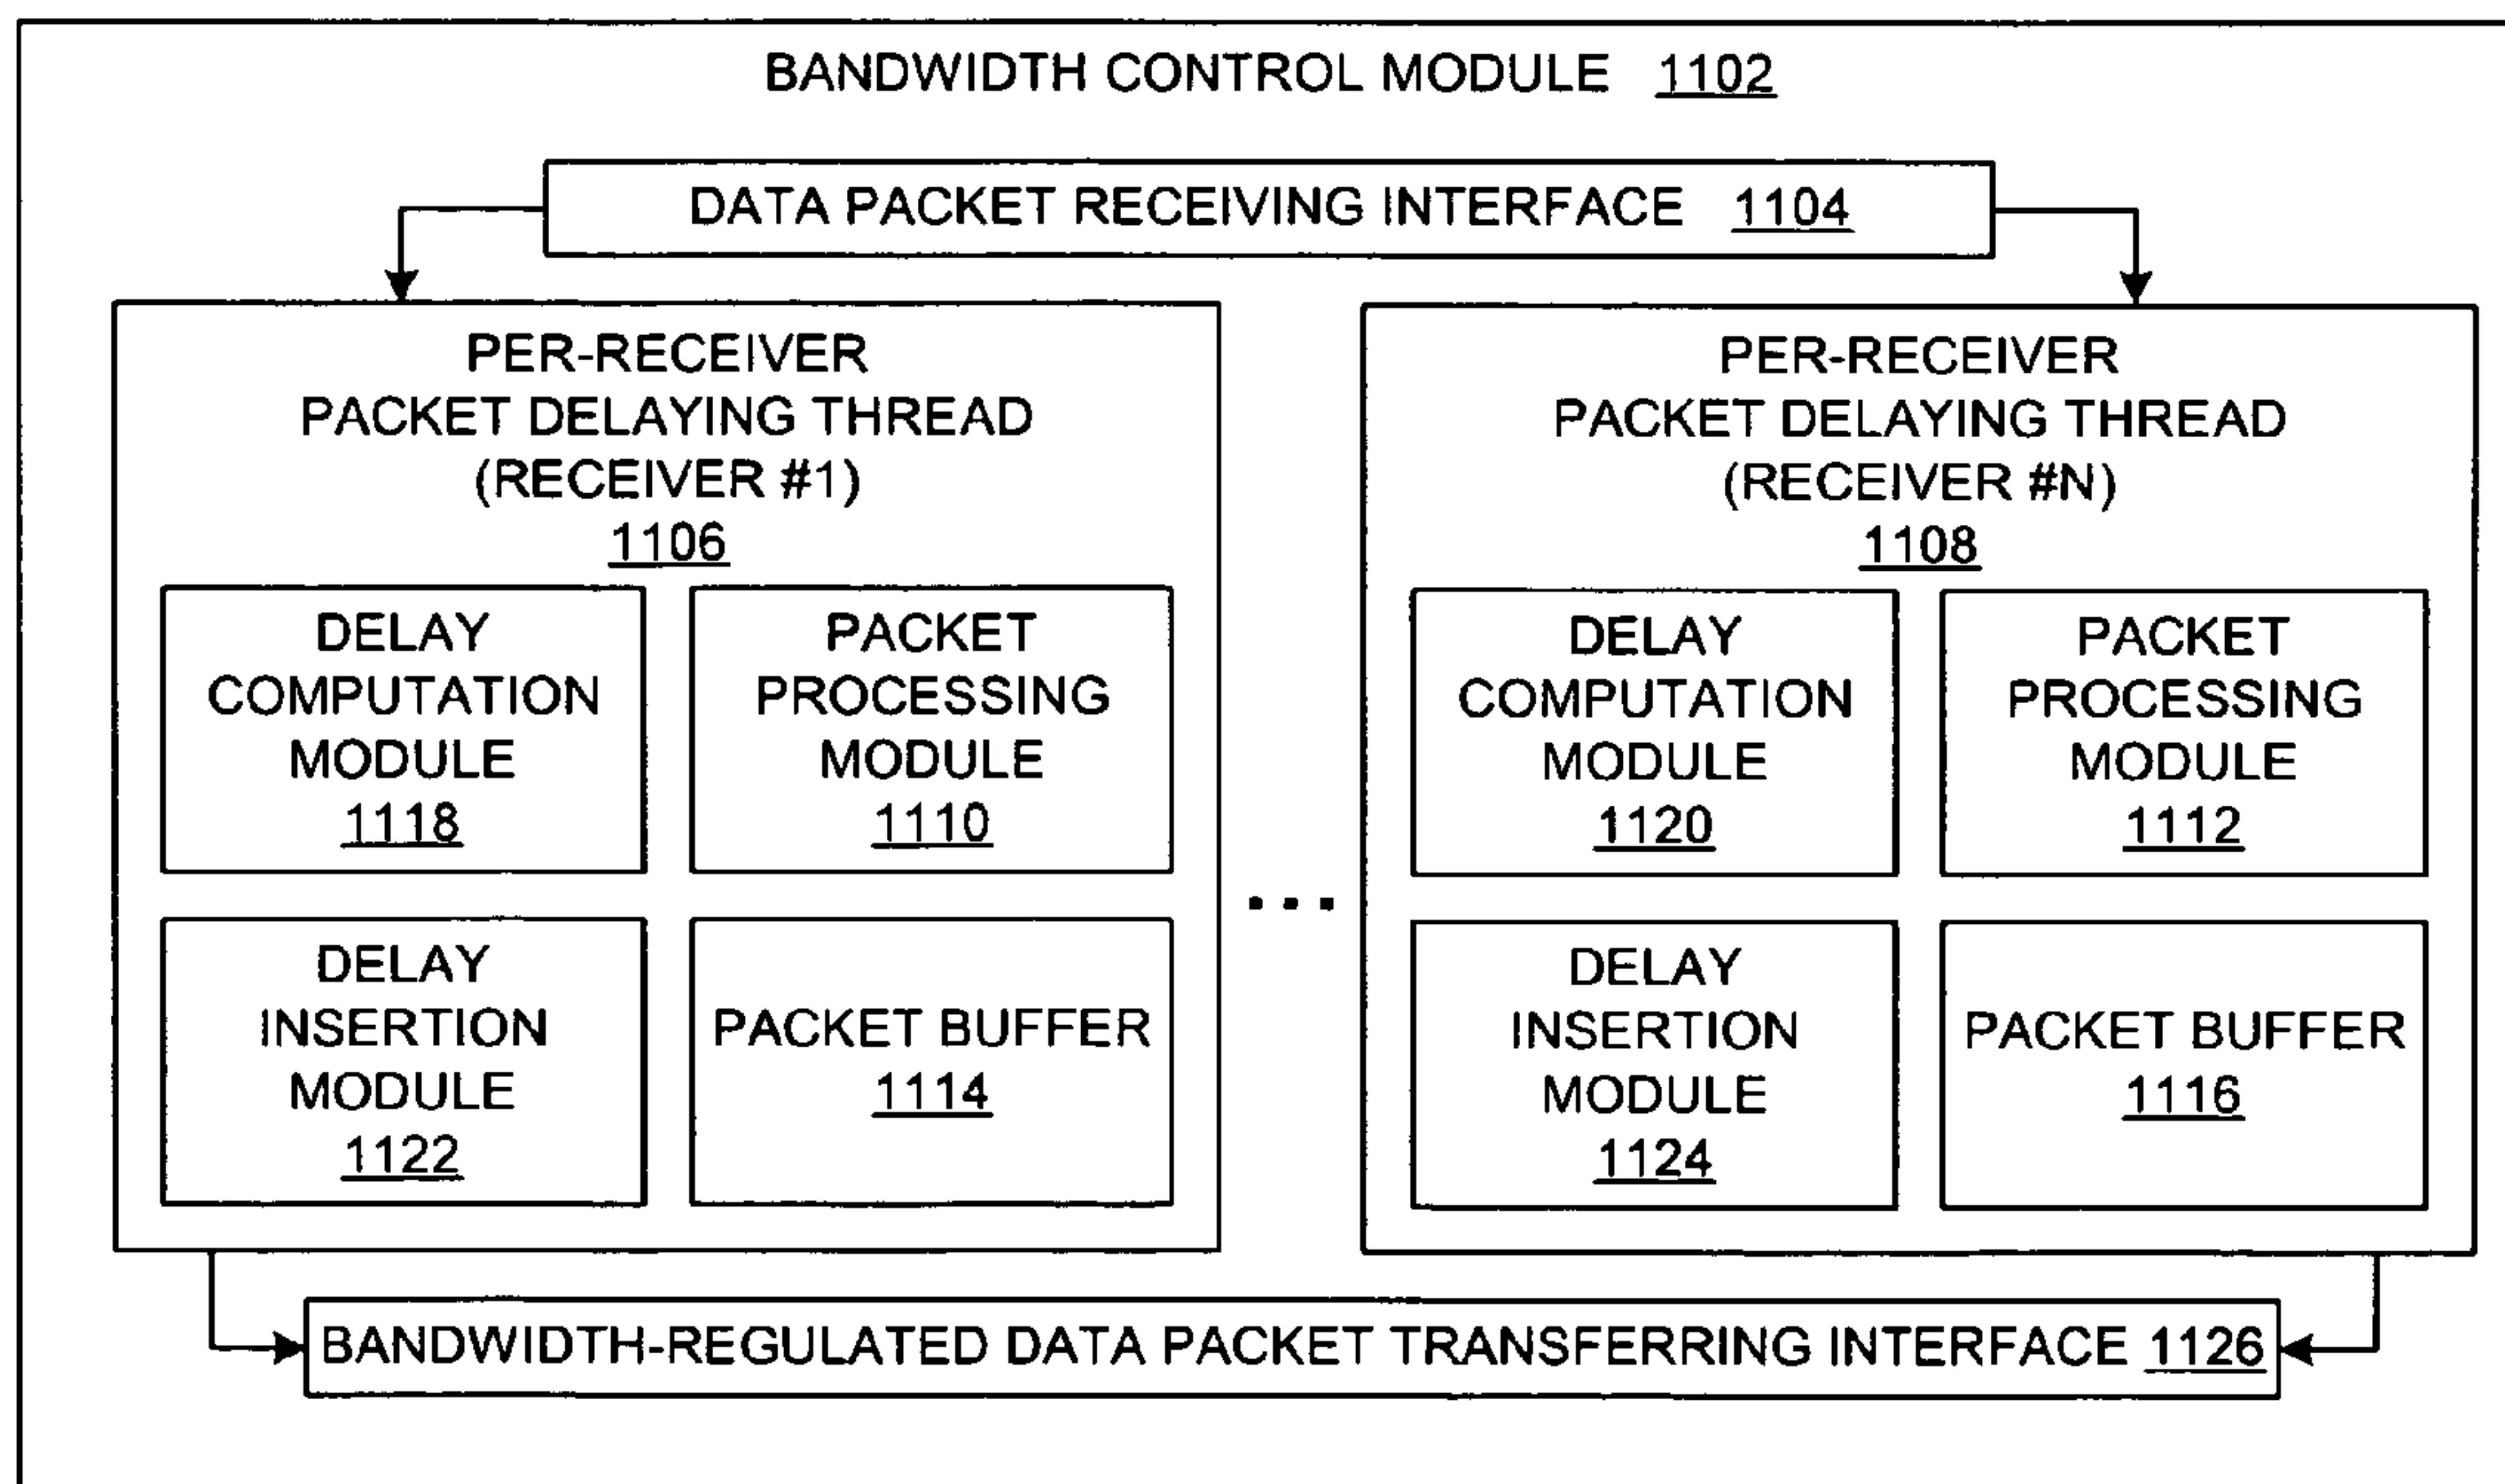 BANDWIDTH CONTROL MODULE 1102
DATA PACKET RECEIVING INTERFACE 1104
PER-RECEIVER
PACKET DELAYING THREAD
(RECEIVER #1)
1106
DELAY
COMPUTATION
MODULE
1118
PACKET
PROCESSING
MODULE
1110
DELAY
INSERTION
MODULE
1122
PACKET BUFFER
1114
...
PER-RECEIVER
PACKET DELAYING THREAD
(RECEIVER #N)
1108
DELAY
COMPUTATION
MODULE
1120
PACKET
PROCESSING
MODULE
1112
DELAY
INSERTION
MODULE
1124
PACKET BUFFER
1116
BANDWIDTH-REGULATED DATA PACKET TRANSFERRING INTERFACE 1126